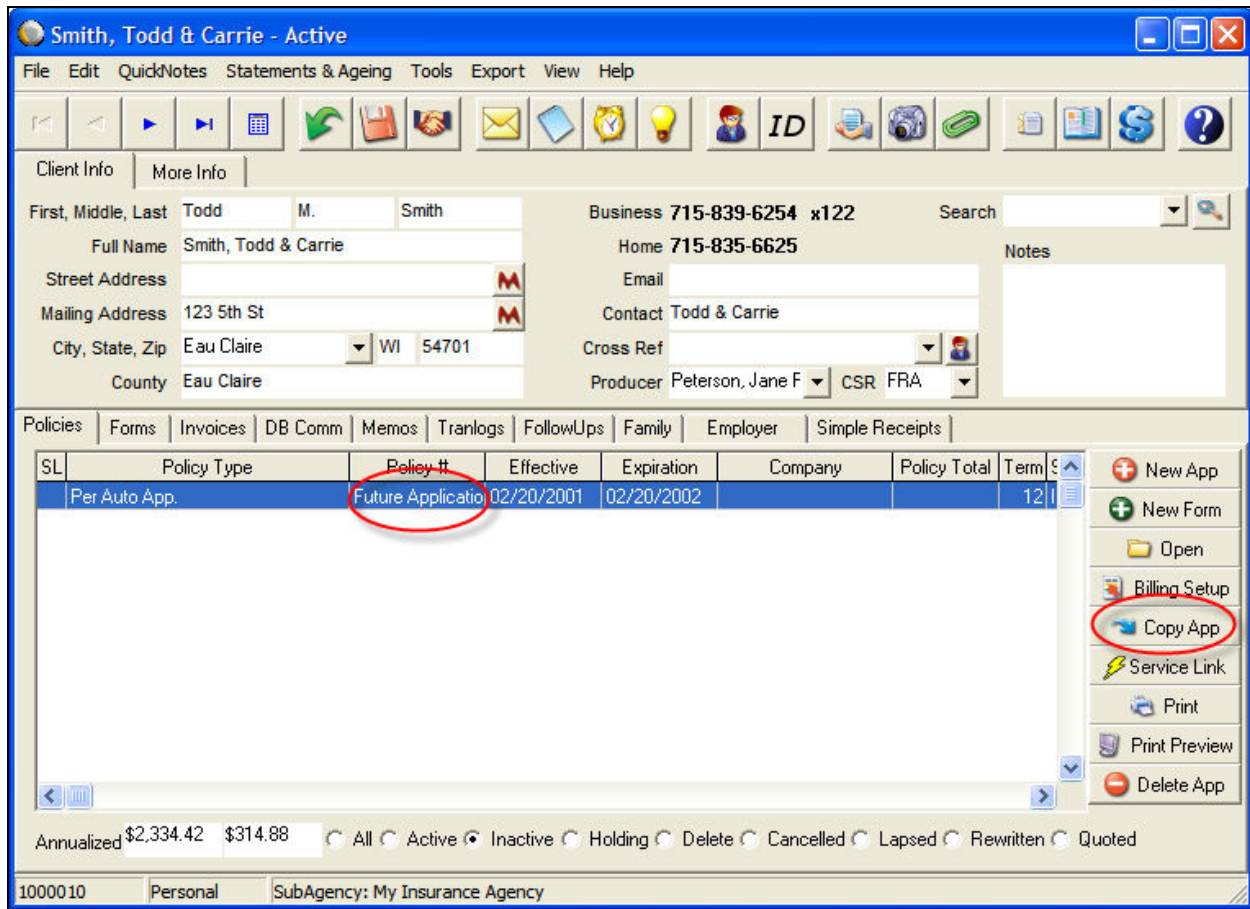 Smith, Todd & Carrie - Active
File Edit QuickNotes Statements & Ageing Tools Export View Help
ID
Client Info More Info
First, Middle, Last Todd M. Smith Business 715-839-6254 x122 Search
Full Name Smith, Todd & Carrie Home 715-835-6625 Notes
Street Address Email
Mailing Address 123 5th St Contact Todd & Carrie
City, State, Zip Eau Claire WI 54701 Cross Ref
County Eau Claire Producer Peterson, Jane F CSR FRA
Policies Forms Invoices DB Comm Memos Tranlogs FollowUps Family Employer Simple Receipts
SL Policy Type Policy # Effective Expiration Company Policy Total Term S
Per Auto App. Future Applicatio 02/20/2001 02/20/2002 12 I
New App
New Form
Open
Billing Setup
Copy App
Service Link
Print
Print Preview
Delete App
Annualized $2,334.42 $314.88 All Active Inactive Holding Delete Cancelled Lapsed Rewritten Quoted
1000010 Personal SubAgency: My Insurance Agency